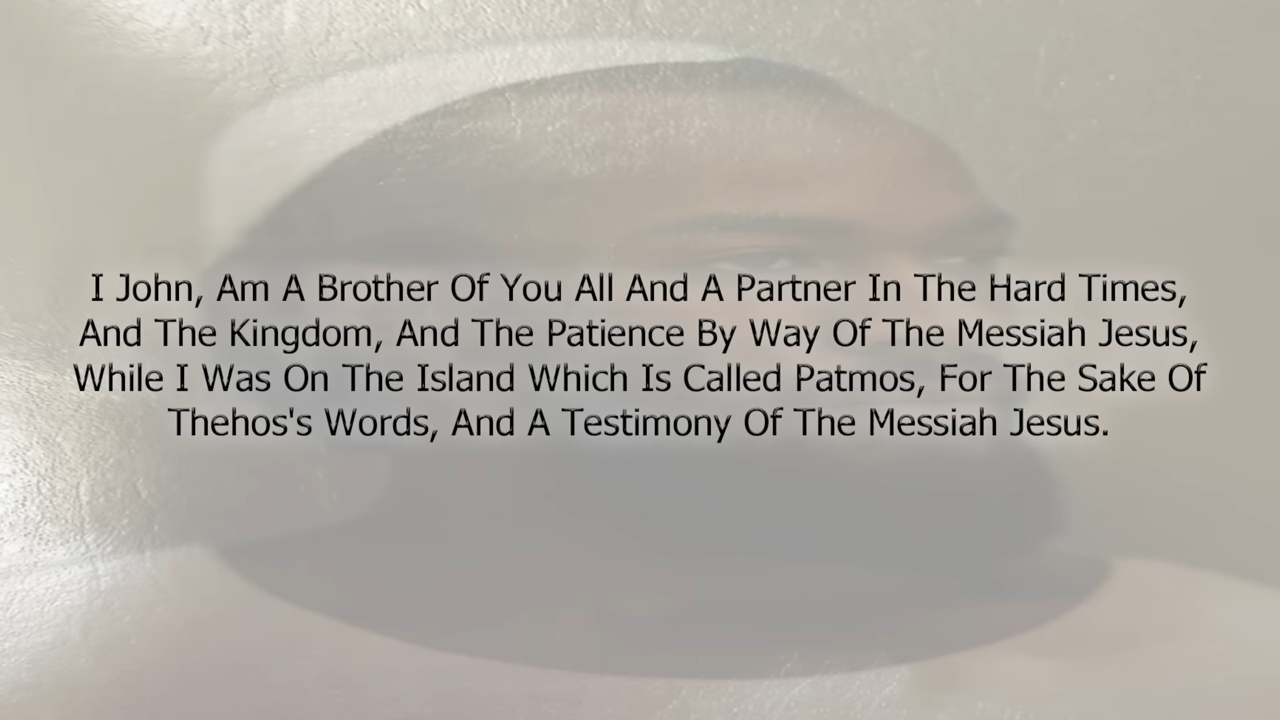 I John, Am A Brother Of You All And A Partner In The Hard Times,
And The Kingdom, And The Patience By Way Of The Messiah Jesus,
While I Was On The Island Which Is Called Patmos, For The Sake Of
Thehos's Words, And A Testimony Of The Messiah Jesus.